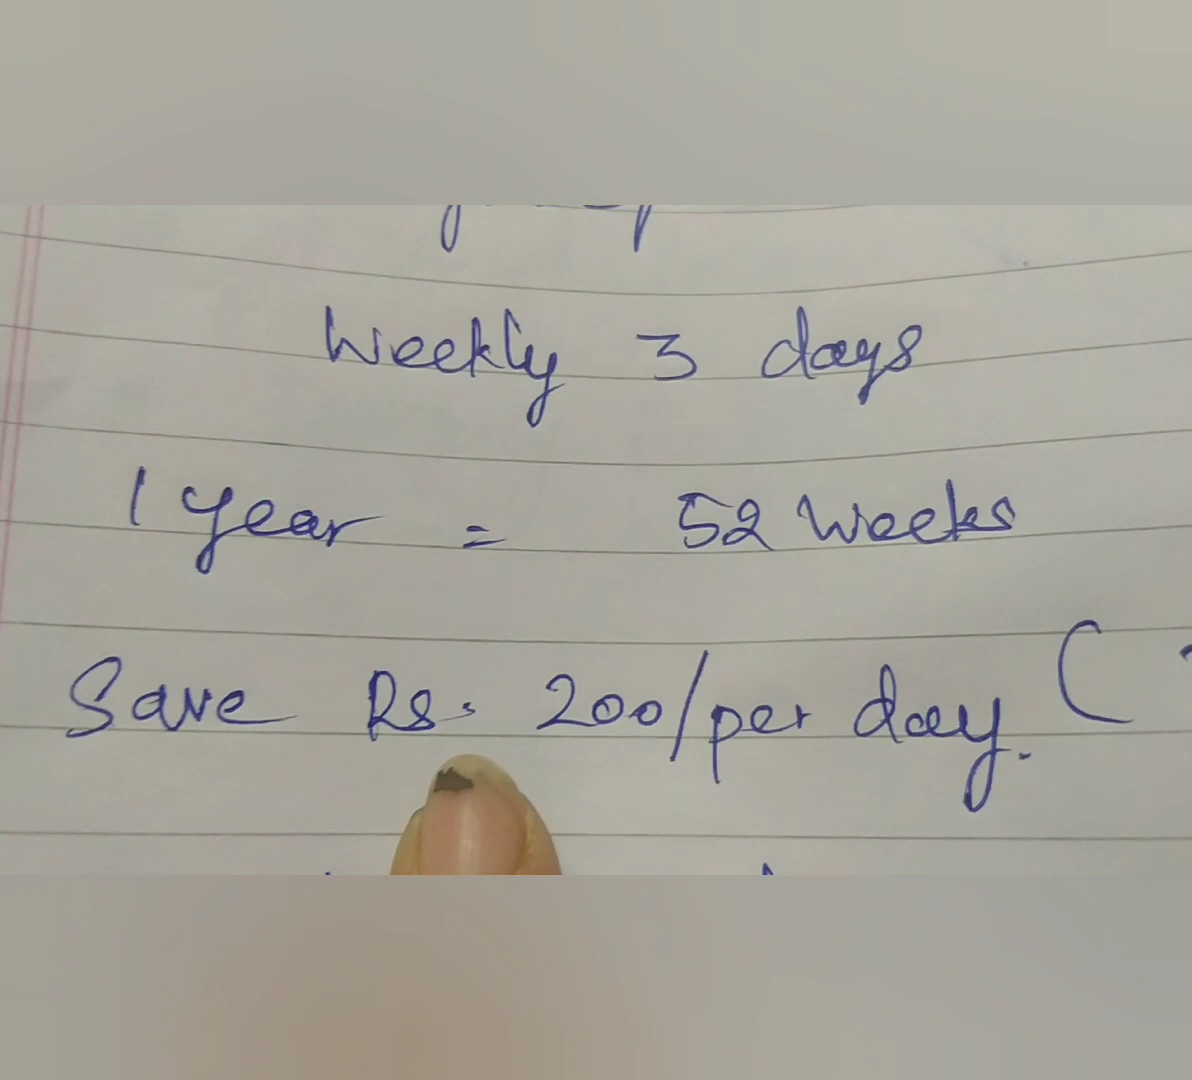 Weekly 3 days
1 year = 52 Weeks
Save Rs. 200/per day. (